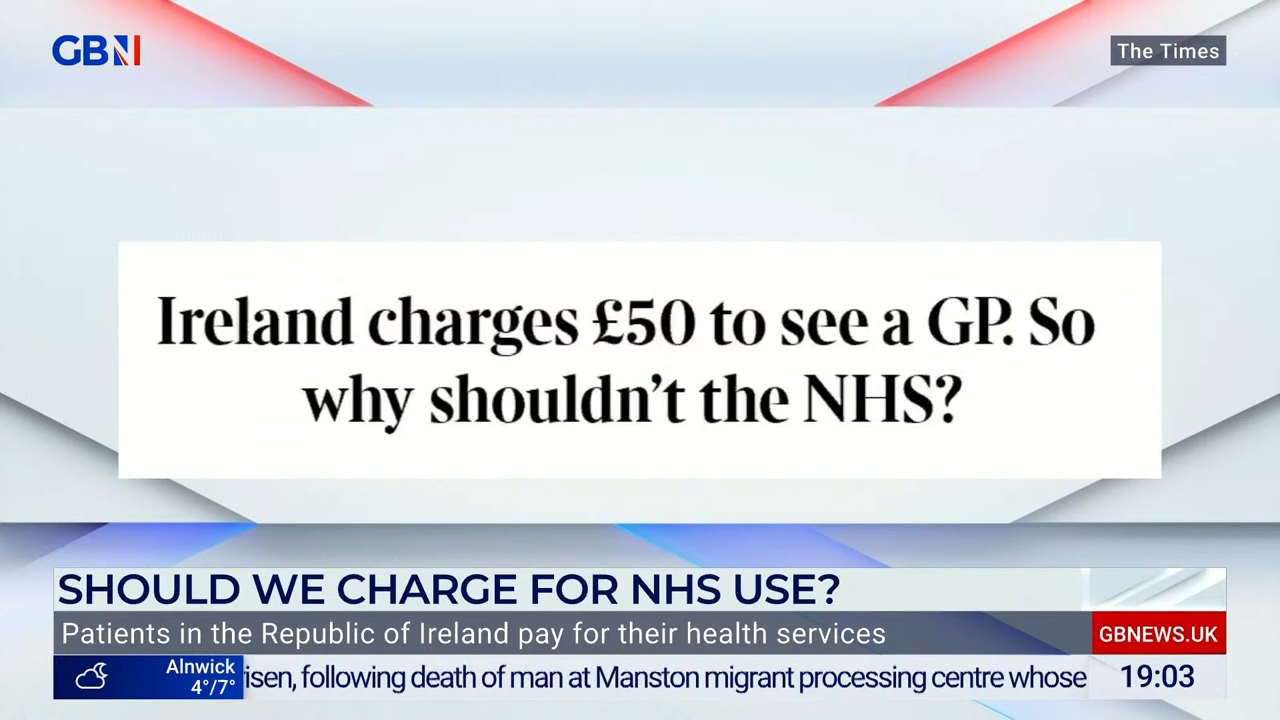 GBN
The Times
Ireland charges £50 to see a GP. So
why shouldn't the NHS?
SHOULD WE CHARGE FOR NHS USE?
Patients in the Republic of Ireland pay for their health services
GBNEWS.UK
Alnwick
4°/7°
risen, following death of man at Manston migrant processing centre whose
19:03